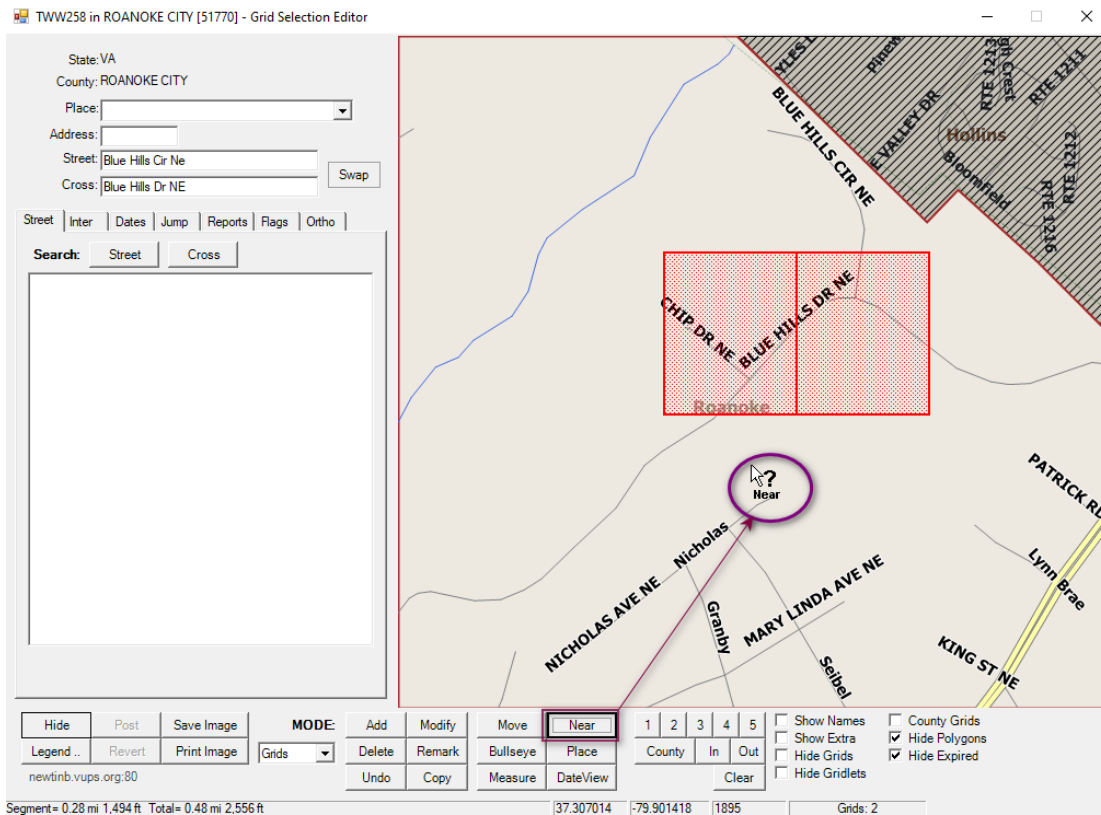 TWW258 in ROANOKE CITY [51770] - Grid Selection Editor
State: VA
County: ROANOKE CITY
Place:
Address:
Street: Blue Hills Cir Ne
Cross: Blue Hills Dr NE
Swap
Street Inter Dates Jump Reports Flags Ortho
Search: Street Cross
BLUE HILLS CIR NE
E VALLEY DR
RTE 1213
RTE 1211
Hollins
Bloomfield
RTE 1212
RTE 1216
CHIP DR NE
BLUE HILLS DR NE
Roanoke
?
Near
PATRICK RD
Nicholas
NICHOLAS AVE NE
Granby
MARY LINDA AVE NE
Seibel
Lynn Brae
KING ST NE
Hide Post Save Image MODE: Add Modify Move Near 1 2 3 4 5 Show Names County Grids
Show Extra Hide Polygons
Legend .. Revert Print Image Grids Delete Remark Bullseye Place County In Out Hide Grids Hide Expired
newtinb.vups.org:80 Undo Copy Measure DateView Clear Hide Gridlets
Segment= 0.28 mi 1,494 ft Total= 0.48 mi 2,556 ft 37.307014 -79.901418 1895 Grids: 2